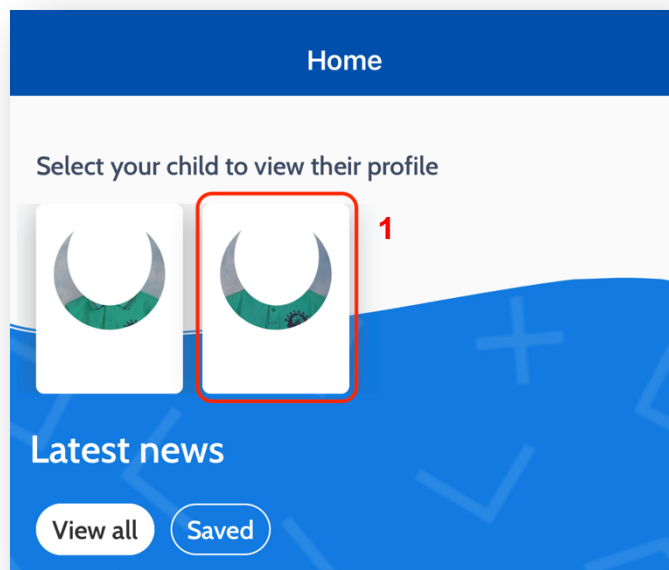 Home
Select your child to view their profile
1
Latest news
View all
Saved